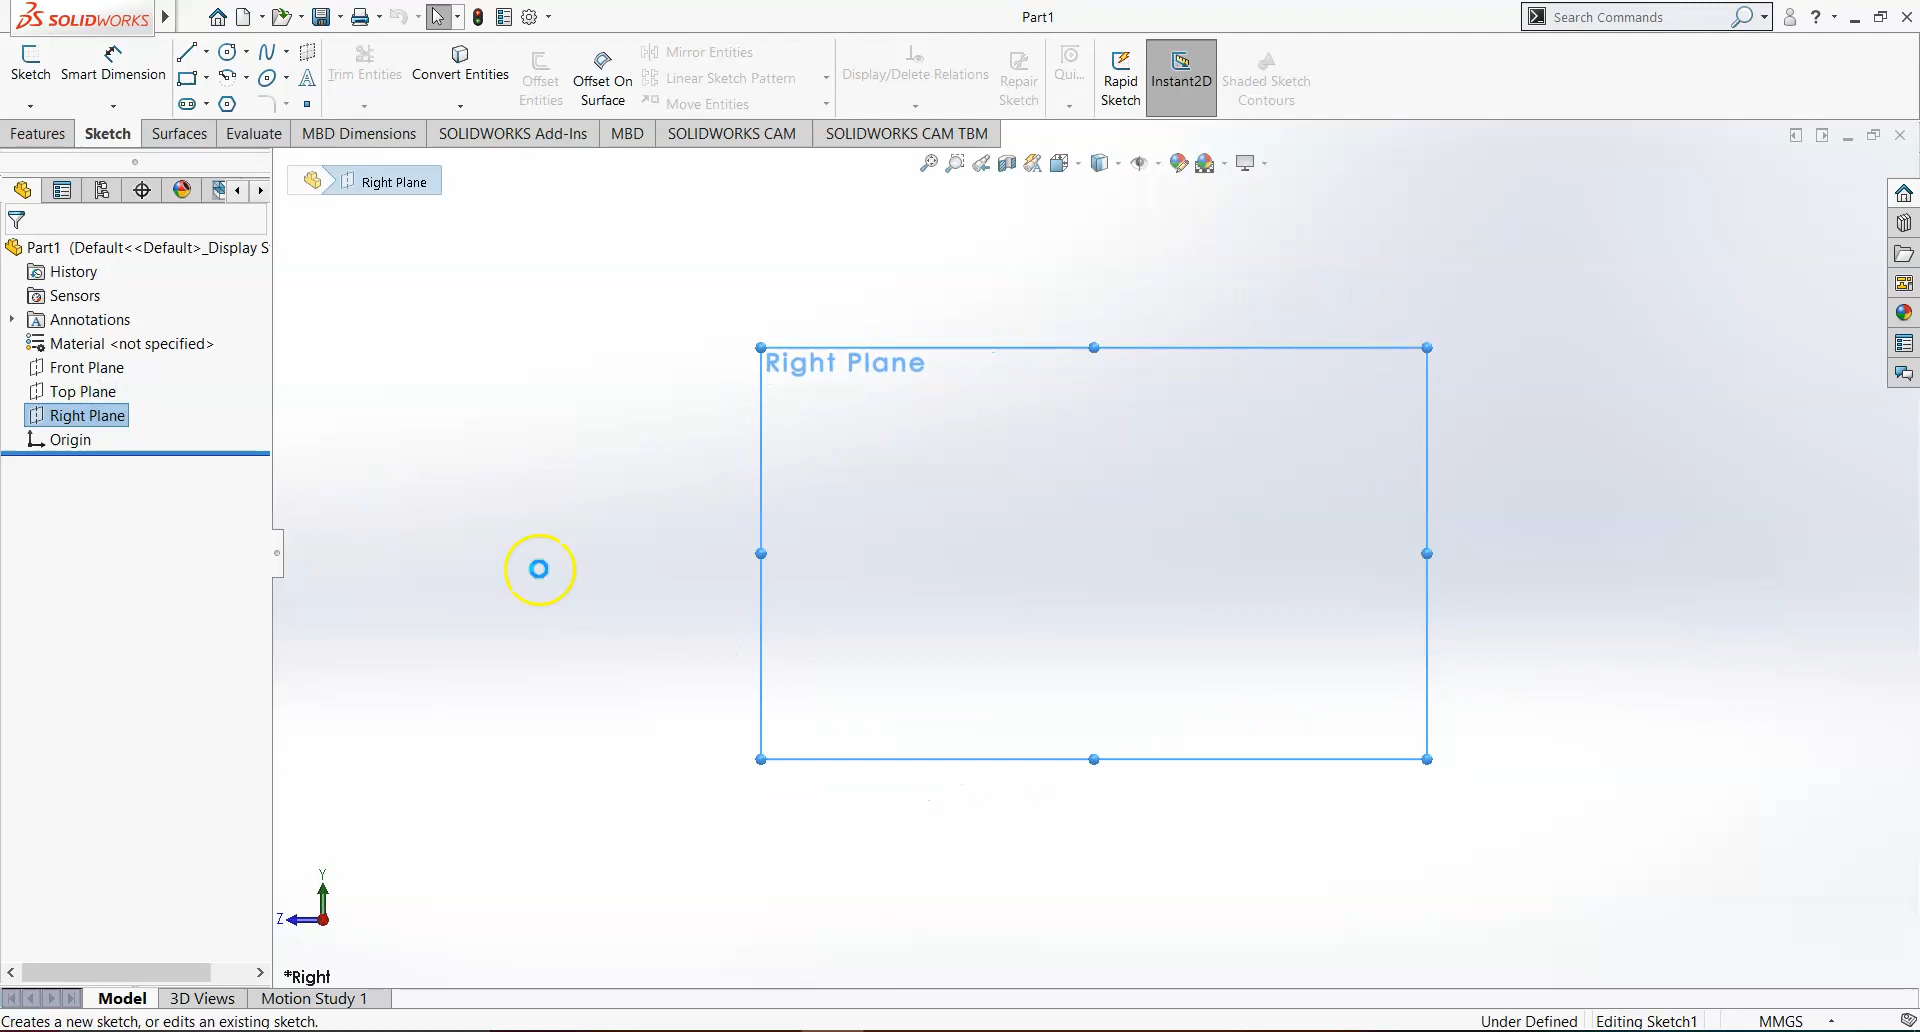 SOLIDWORKS
Part1
Search Commands
?
Sketch
Smart Dimension
Trim Entities
Convert Entities
Offset Entities
Offset On Surface
Mirror Entities
Linear Sketch Pattern
Move Entities
Display/Delete Relations
Repair Sketch
Qui...
Rapid Sketch
Instant2D
Shaded Sketch Contours
Features
Sketch
Surfaces
Evaluate
MBD Dimensions
SOLIDWORKS Add-Ins
MBD
SOLIDWORKS CAM
SOLIDWORKS CAM TBM
Right Plane
Part1 (Default<<Default>_Display S
History
Sensors
Annotations
Material <not specified>
Front Plane
Top Plane
Right Plane
Origin
Right Plane
Y
Z
*Right
Model
3D Views
Motion Study 1
Creates a new sketch, or edits an existing sketch.
Under Defined
Editing Sketch1
MMGS